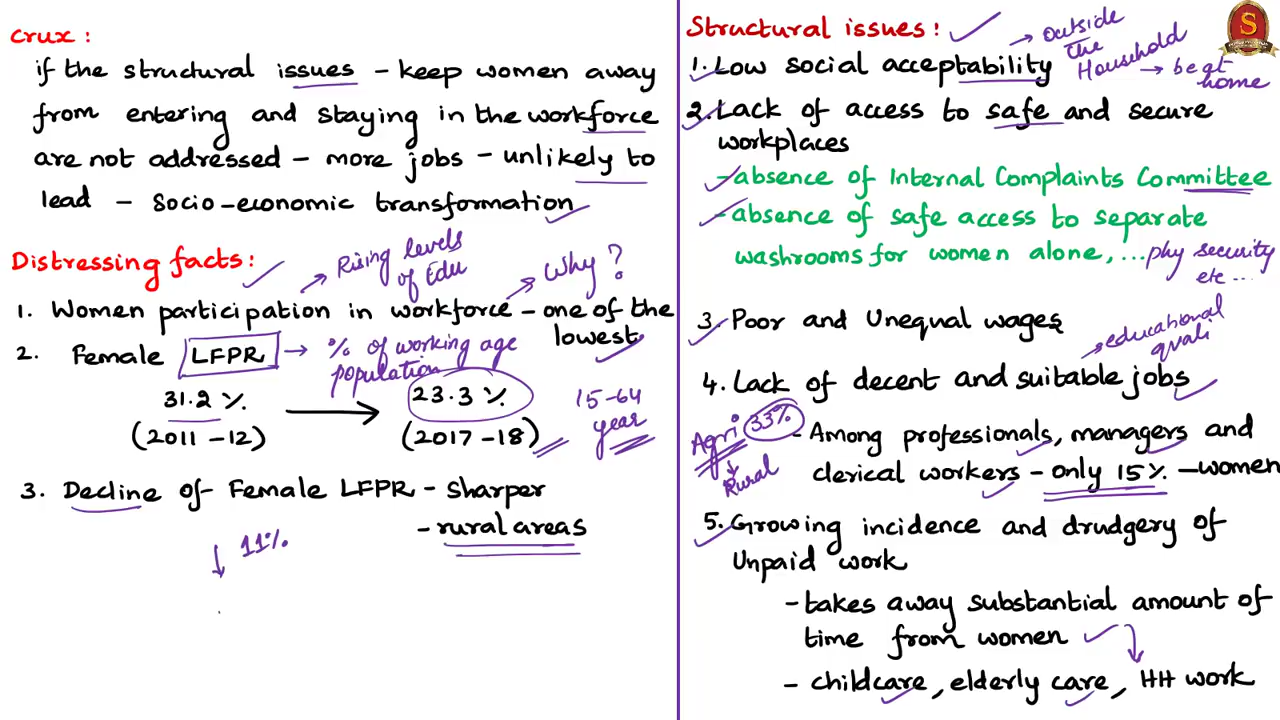 Crux :
if the structural issues - keep women away
from entering and staying in the workforce
are not addressed - more jobs - unlikely to
lead - socio-economic transformation
Distressing facts :
→ Rising levels
of Edu
→ Why ?
1. Women participation in workforce - one of the
lowest
2. Female LFPR → % of working age
population
31.2 % → 23.3 %
(2011-12) (2017-18)
15-64
year
3. Decline of Female LFPR - sharper
- rural areas
↓ 11%
Structural issues :
1. Low social acceptability
→ outside
the
Household
→ be at
home
2. Lack of access to safe and secure
workplaces
- absence of Internal Complaints Committee
- absence of safe access to separate
washrooms for women alone, ... phy security
etc ...
3. Poor and Unequal wages
→ educational
quali
4. Lack of decent and suitable jobs
Agri 33%
↓
Rural
- Among professionals, managers and
clerical workers - only 15 % - women
5. Growing incidence and drudgery of
Unpaid work
- takes away substantial amount of
time from women
- childcare, elderly care, HH work
S